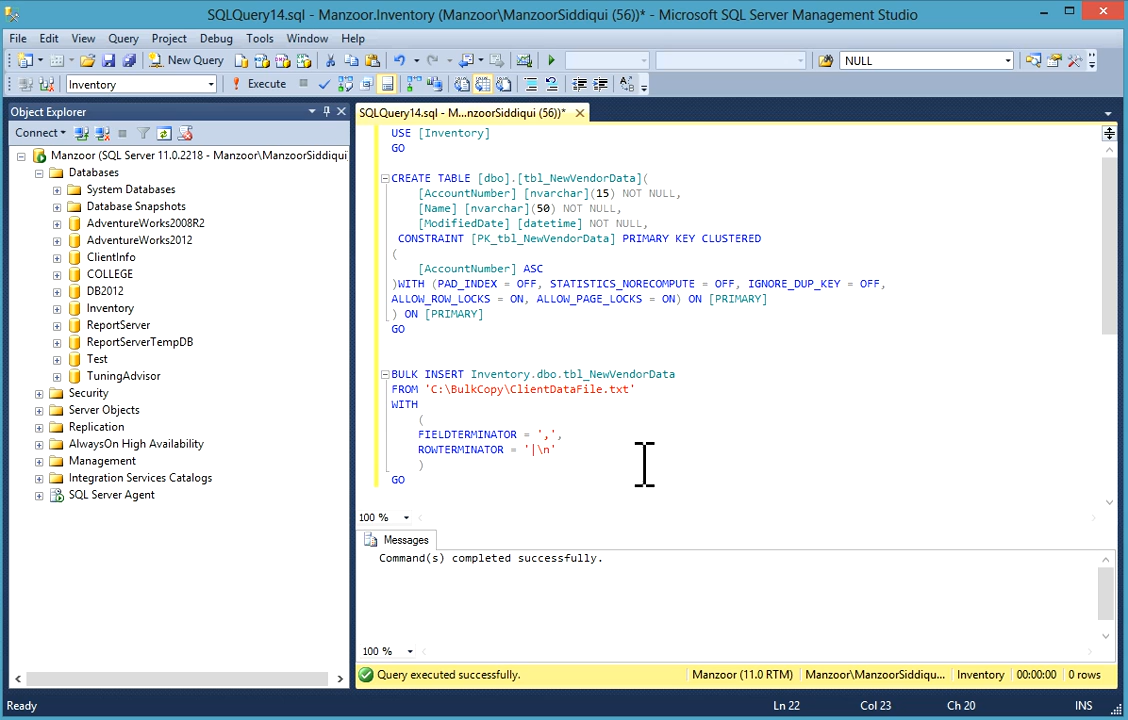 SQLQuery14.sql - Manzoor.Inventory (Manzoor\ManzoorSiddiqui (56))* - Microsoft SQL Server Management Studio
File Edit View Query Project Debug Tools Window Help
New Query NULL
Inventory Execute
Object Explorer
Connect
Manzoor (SQL Server 11.0.2218 - Manzoor\ManzoorSiddiqui
Databases
System Databases
Database Snapshots
AdventureWorks2008R2
AdventureWorks2012
ClientInfo
COLLEGE
DB2012
Inventory
ReportServer
ReportServerTempDB
Test
TuningAdvisor
Security
Server Objects
Replication
AlwaysOn High Availability
Management
Integration Services Catalogs
SQL Server Agent
SQLQuery14.sql - M...nzoorSiddiqui (56))*
USE [Inventory]
GO
CREATE TABLE [dbo].[tbl_NewVendorData](
[AccountNumber] [nvarchar](15) NOT NULL,
[Name] [nvarchar](50) NOT NULL,
[ModifiedDate] [datetime] NOT NULL,
CONSTRAINT [PK_tbl_NewVendorData] PRIMARY KEY CLUSTERED
(
[AccountNumber] ASC
)WITH (PAD_INDEX = OFF, STATISTICS_NORECOMPUTE = OFF, IGNORE_DUP_KEY = OFF,
ALLOW_ROW_LOCKS = ON, ALLOW_PAGE_LOCKS = ON) ON [PRIMARY]
) ON [PRIMARY]
GO
BULK INSERT Inventory.dbo.tbl_NewVendorData
FROM 'C:\BulkCopy\ClientDataFile.txt'
WITH
(
FIELDTERMINATOR = ',',
ROWTERMINATOR = '|\n'
)
GO
100 %
Messages
Command(s) completed successfully.
100 %
Query executed successfully. Manzoor (11.0 RTM) Manzoor\ManzoorSiddiqu... Inventory 00:00:00 0 rows
Ready Ln 22 Col 23 Ch 20 INS